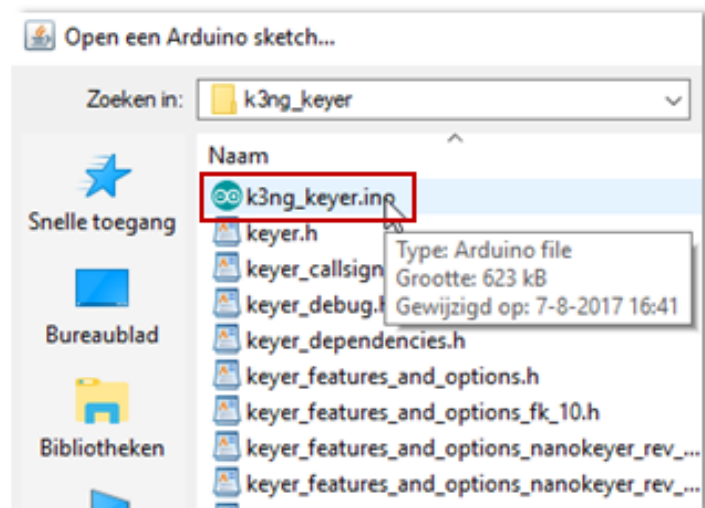 Open een Arduino sketch...
Zoeken in:
k3ng_keyer
Naam
Snelle toegang
Bureaublad
Bibliotheken
k3ng_keyer.ino
keyer.h
keyer_callsign
keyer_debug.h
keyer_dependencies.h
keyer_features_and_options.h
keyer_features_and_options_fk_10.h
keyer_features_and_options_nanokeyer_rev_...
keyer_features_and_options_nanokeyer_rev_...
Type: Arduino file
Grootte: 623 kB
Gewijzigd op: 7-8-2017 16:41